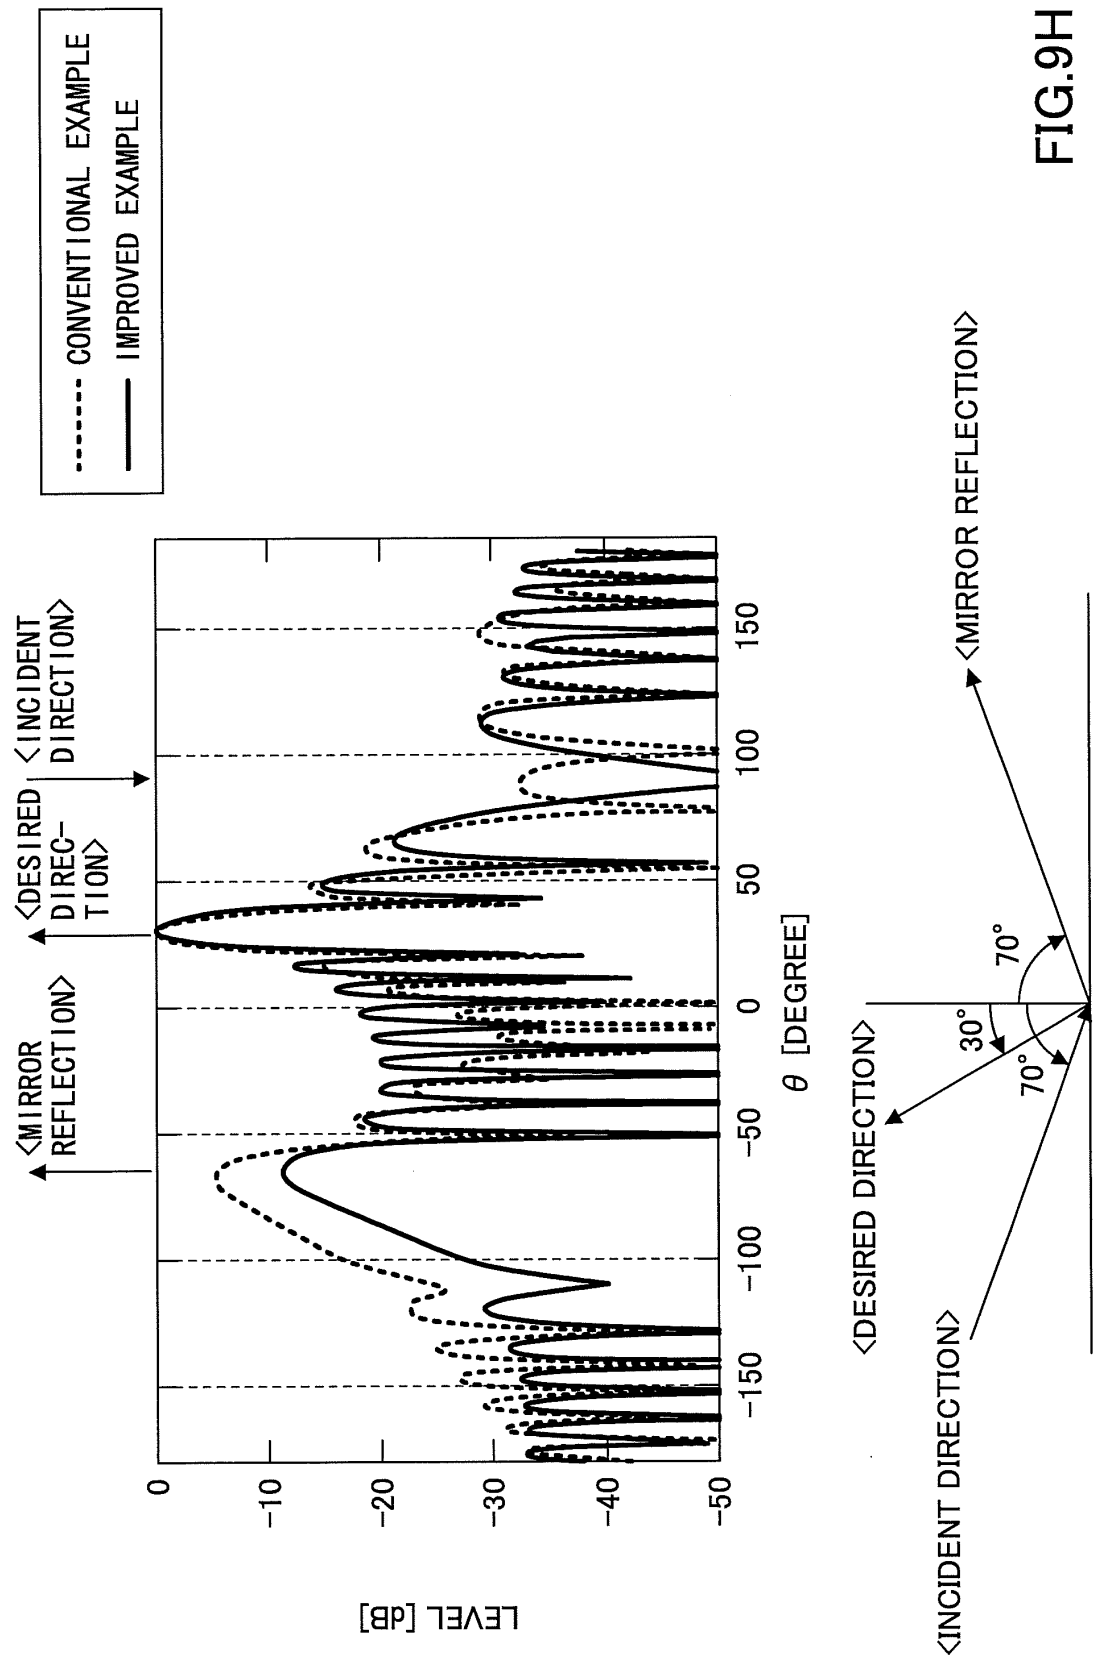 CONVENTIONAL EXAMPLE
IMPROVED EXAMPLE
<MIRROR
REFLECTION>
<DESIRED
DIREC-
TION>
<INCIDENT
DIRECTION>
LEVEL [dB]
0
-10
-20
-30
-40
-50
-150
-100
-50
0
50
100
150
θ [DEGREE]
<DESIRED DIRECTION>
<INCIDENT DIRECTION>
<MIRROR REFLECTION>
30°
70°
70°
FIG.9H